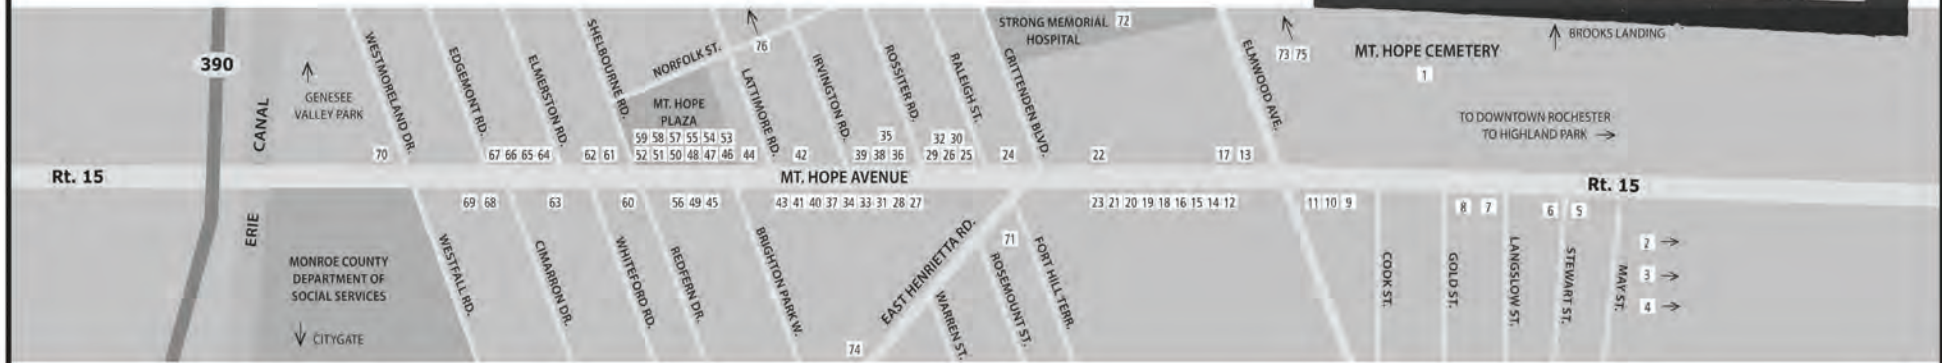 STRONG MEMORIAL 72
HOSPITAL
BROOKS LANDING
390
WESTMORELAND DR.
EDGEMONT RD.
ELMERSTON RD.
SHELBOURNE RD.
NORFOLK ST.
76
LATTIMORE RD.
IRVINGTON RD.
ROSSITER RD.
RALEIGH ST.
CRITTENDEN BLVD.
ELMWOOD AVE.
73 75
MT. HOPE CEMETERY
1
GENESEE
VALLEY PARK
CANAL
MT. HOPE
PLAZA
TO DOWNTOWN ROCHESTER
TO HIGHLAND PARK →
59 58 57 55 54 53
35
32 30
70
67 66 65 64
62 61
52 51 50 48 47 46
44
42
39 38 36
29 26 25
24
22
17 13
Rt. 15
MT. HOPE AVENUE
Rt. 15
69 68
63
60
56 49 45
43 41 40 37 34 33 31 28 27
23 21 20 19 18 16 15 14 12
11 10 9
8 7
6 5
ERIE
MONROE COUNTY
DEPARTMENT OF
SOCIAL SERVICES
CITYGATE
WESTFALL RD.
CIMARRON DR.
WHITEFORD RD.
REDFERN DR.
BRIGHTON PARK W.
EAST HENRIETTA RD.
74
WARREN ST.
71
ROSEMOUNT ST.
FORT HILL TERR.
COOK ST.
GOLD ST.
LANGSLOW ST.
STEWART ST.
MAY ST.
2 →
3 →
4 →